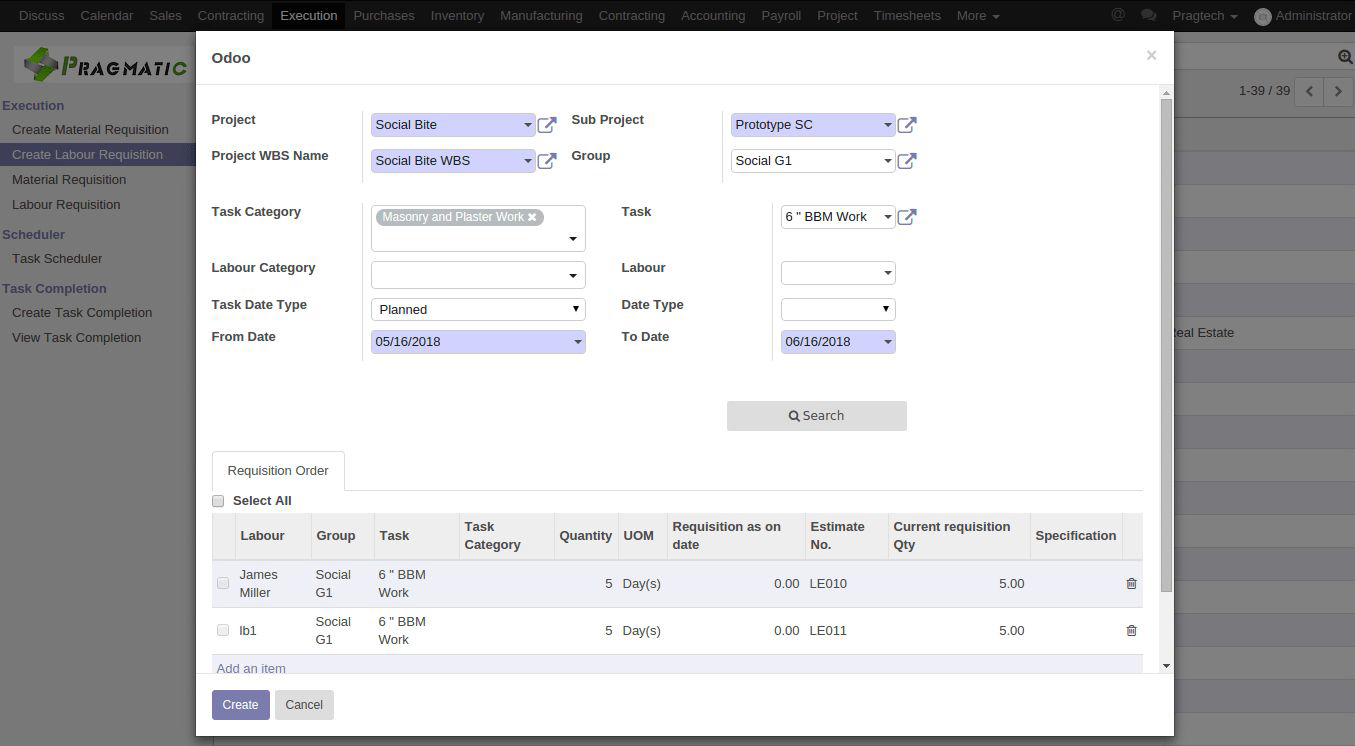 Discuss Calendar Sales Contracting Execution Purchases Inventory Manufacturing Contracting Accounting Payroll Project Timesheets More @ Pragtech Administrator
PRAGMATIC
Execution
Create Material Requisition
Create Labour Requisition
Material Requisition
Labour Requisition
Scheduler
Task Scheduler
Task Completion
Create Task Completion
View Task Completion
1-39 / 39
eal Estate
Odoo ×
Project Social Bite Sub Project Prototype SC
Project WBS Name Social Bite WBS Group Social G1
Task Category Masonry and Plaster Work Task 6 " BBM Work
Labour Category Labour
Task Date Type Planned Date Type
From Date 05/16/2018 To Date 06/16/2018
Search
Requisition Order
Select All
Labour Group Task Task Category Quantity UOM Requisition as on date Estimate No. Current requisition Qty Specification
James Miller Social G1 6 " BBM Work 5 Day(s) 0.00 LE010 5.00
lb1 Social G1 6 " BBM Work 5 Day(s) 0.00 LE011 5.00
Add an item
Create Cancel